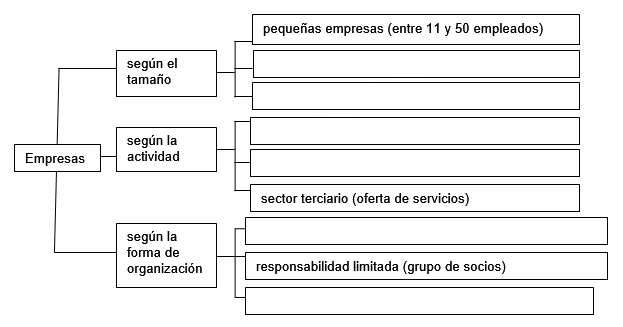 pequeñas empresas (entre 11 y 50 empleados)
según el
tamaño
según la
actividad
Empresas
sector terciario (oferta de servicios)
según la
forma de
organización
responsabilidad limitada (grupo de socios)